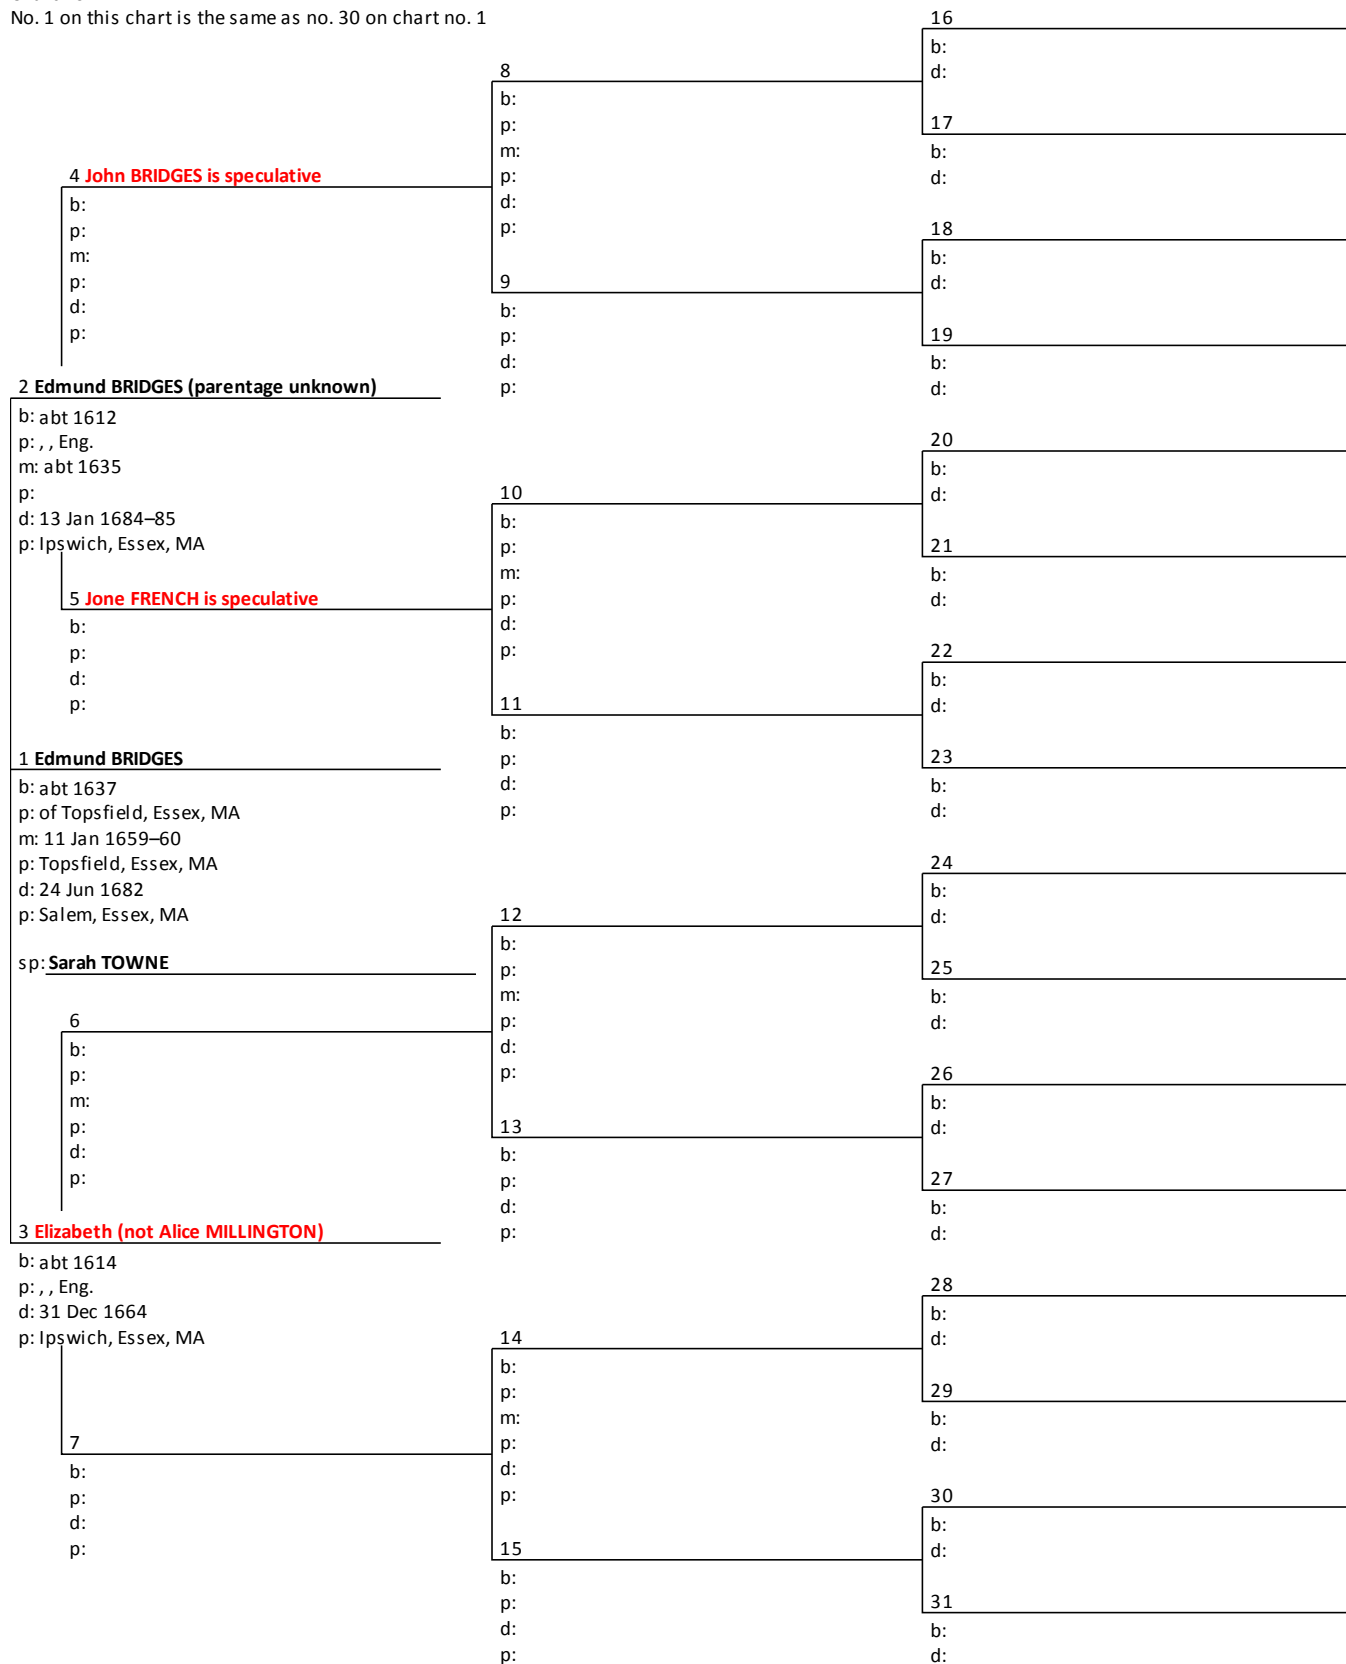 No. 1 on this chart is the same as no. 30 on chart no. 1
4 John BRIDGES is speculative
b:
p:
m:
p:
d:
p:
2 Edmund BRIDGES (parentage unknown)
b: abt 1612
p: , , Eng.
m: abt 1635
p:
d: 13 Jan 1684–85
p: Ipswich, Essex, MA
5 Jone FRENCH is speculative
b:
p:
d:
p:
1 Edmund BRIDGES
b: abt 1637
p: of Topsfield, Essex, MA
m: 11 Jan 1659–60
p: Topsfield, Essex, MA
d: 24 Jun 1682
p: Salem, Essex, MA
sp: Sarah TOWNE
6
b:
p:
m:
p:
d:
p:
3 Elizabeth (not Alice MILLINGTON)
b: abt 1614
p: , , Eng.
d: 31 Dec 1664
p: Ipswich, Essex, MA
7
b:
p:
d:
p:
8
b:
p:
m:
p:
d:
p:
9
b:
p:
d:
p:
10
b:
p:
m:
p:
d:
p:
11
b:
p:
d:
p:
12
b:
p:
m:
p:
d:
p:
13
b:
p:
d:
p:
14
b:
p:
m:
p:
d:
p:
15
b:
p:
d:
p:
16
b:
d:
17
b:
d:
18
b:
d:
19
b:
d:
20
b:
d:
21
b:
d:
22
b:
d:
23
b:
d:
24
b:
d:
25
b:
d:
26
b:
d:
27
b:
d:
28
b:
d:
29
b:
d:
30
b:
d:
31
b:
d: